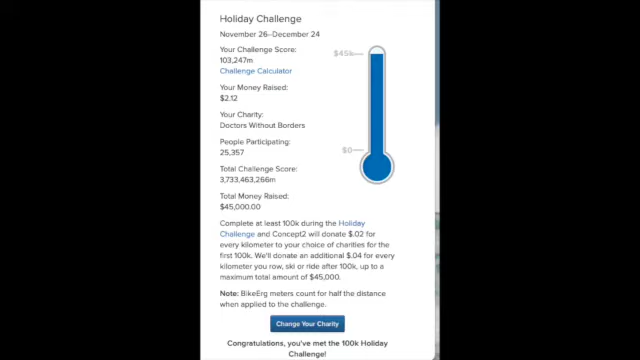 Holiday Challenge
November 26–December 24
Your Challenge Score:
103,247m
Challenge Calculator
Your Money Raised:
$2.12
Your Charity:
Doctors Without Borders
People Participating:
25,357
Total Challenge Score:
3,733,463,266m
Total Money Raised:
$45,000.00
$45k
$0
Complete at least 100k during the Holiday
Challenge and Concept2 will donate $.02 for
every kilometer to your choice of charities for the
first 100k. We'll donate an additional $.04 for every
kilometer you row, ski or ride after 100k, up to a
maximum total amount of $45,000.
Note: BikeErg meters count for half the distance
when applied to the challenge.
Change Your Charity
Congratulations, you've met the 100k Holiday
Challenge!